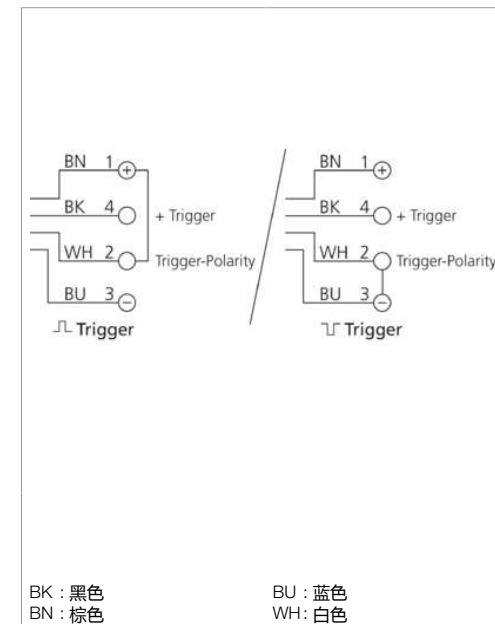 BN 1 BN 1
BK 4 + Trigger BK 4 + Trigger
WH 2 Trigger-Polarity WH 2 Trigger-Polarity
BU 3 BU 3
Trigger Trigger
BK : 黑色 BU : 蓝色
BN : 棕色 WH: 白色